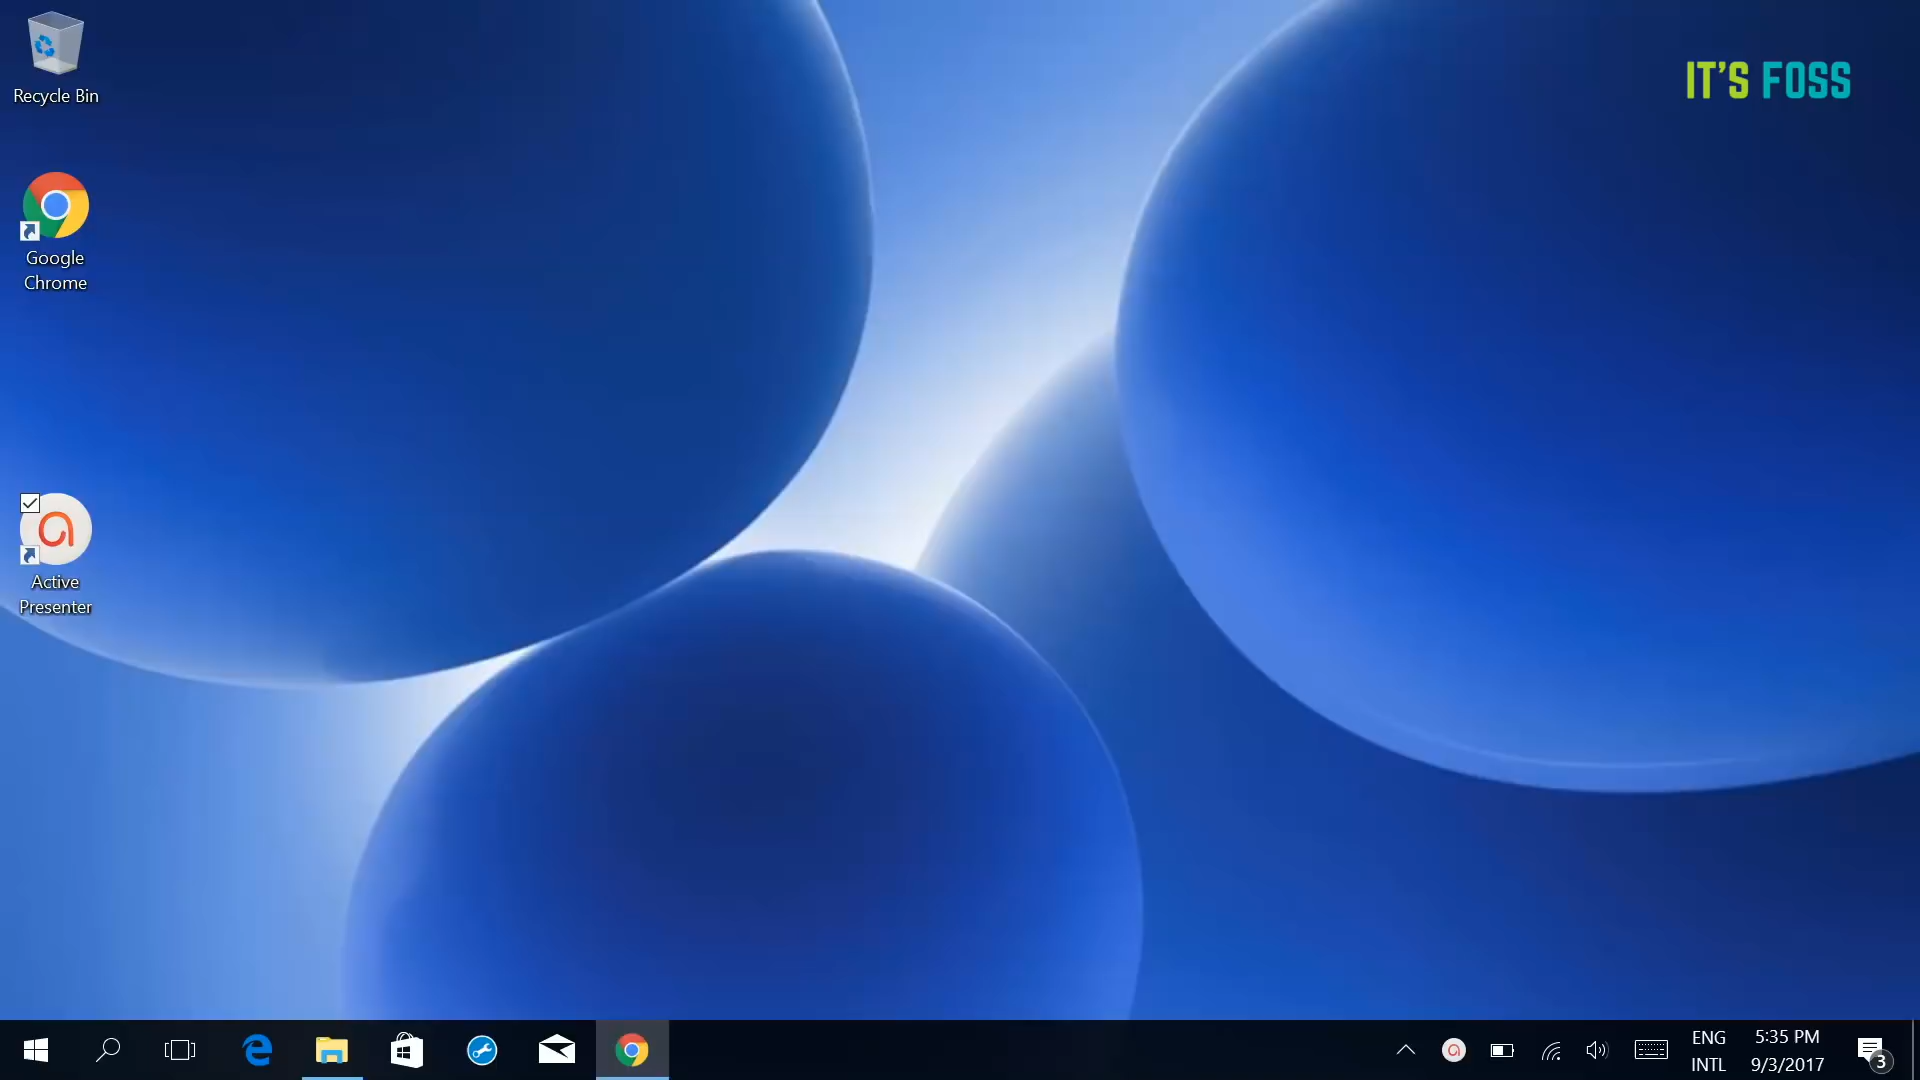 Recycle Bin
IT'S FOSS
Google
Chrome
Active
Presenter
ENG
INTL
5:35 PM
9/3/2017
3